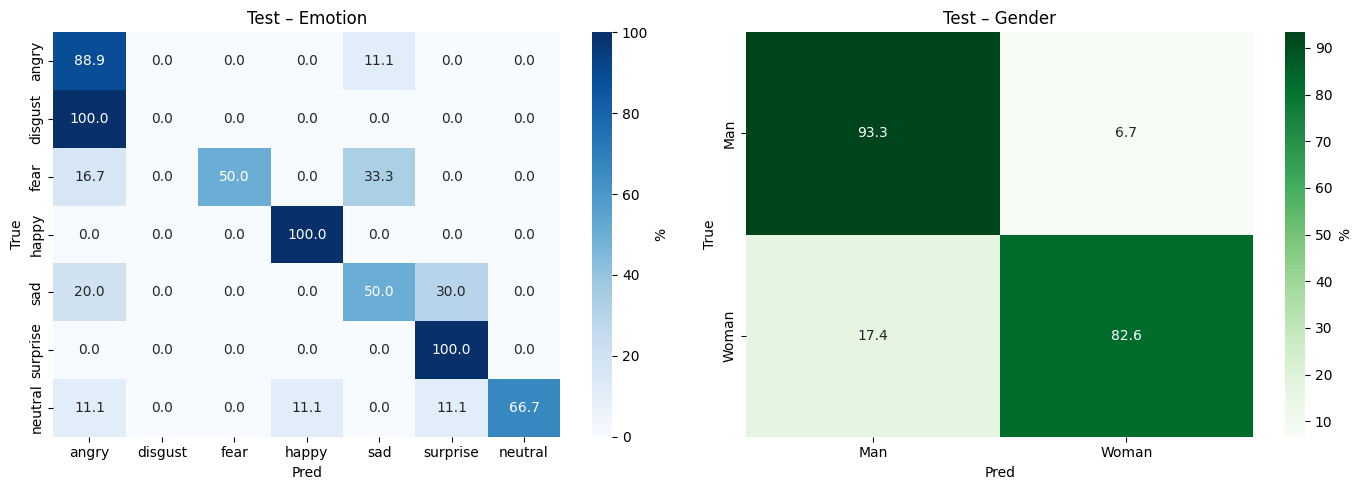 Test – Emotion
angry 88.9 0.0 0.0 0.0 11.1 0.0 0.0
disgust 100.0 0.0 0.0 0.0 0.0 0.0 0.0
fear 16.7 0.0 50.0 0.0 33.3 0.0 0.0
happy 0.0 0.0 0.0 100.0 0.0 0.0 0.0
sad 20.0 0.0 0.0 0.0 50.0 30.0 0.0
surprise 0.0 0.0 0.0 0.0 0.0 100.0 0.0
neutral 11.1 0.0 0.0 11.1 0.0 11.1 66.7
True
angry disgust fear happy sad surprise neutral
Pred
100
80
60
40
20
0
%
Test – Gender
Man 93.3 6.7
Woman 17.4 82.6
True
Man Woman
Pred
90
80
70
60
50
40
30
20
10
%